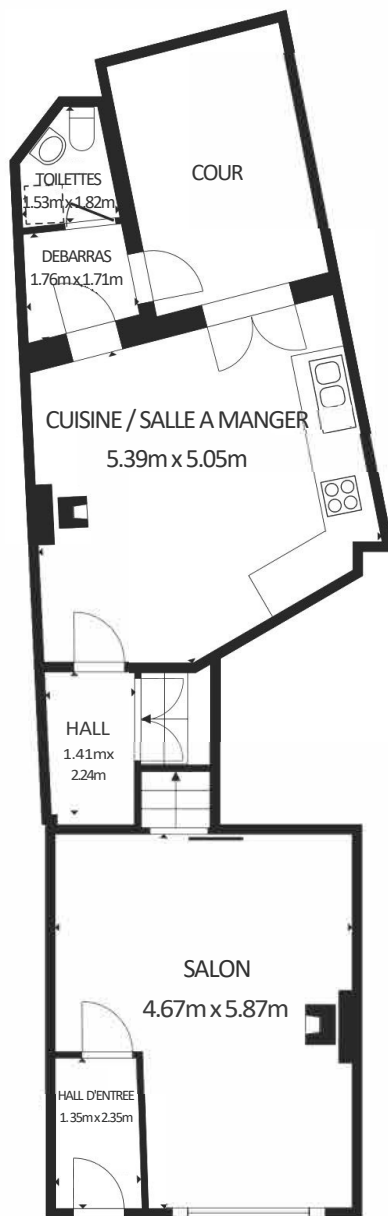 COUR
TOILETTES
1.53m x 1.82m
DEBARRAS
1.76m x 1.71m
CUISINE / SALLE A MANGER
5.39m x 5.05m
HALL
1.41m x
2.24m
SALON
4.67m x 5.87m
HALL D'ENTREE
1.35m x 2.35m